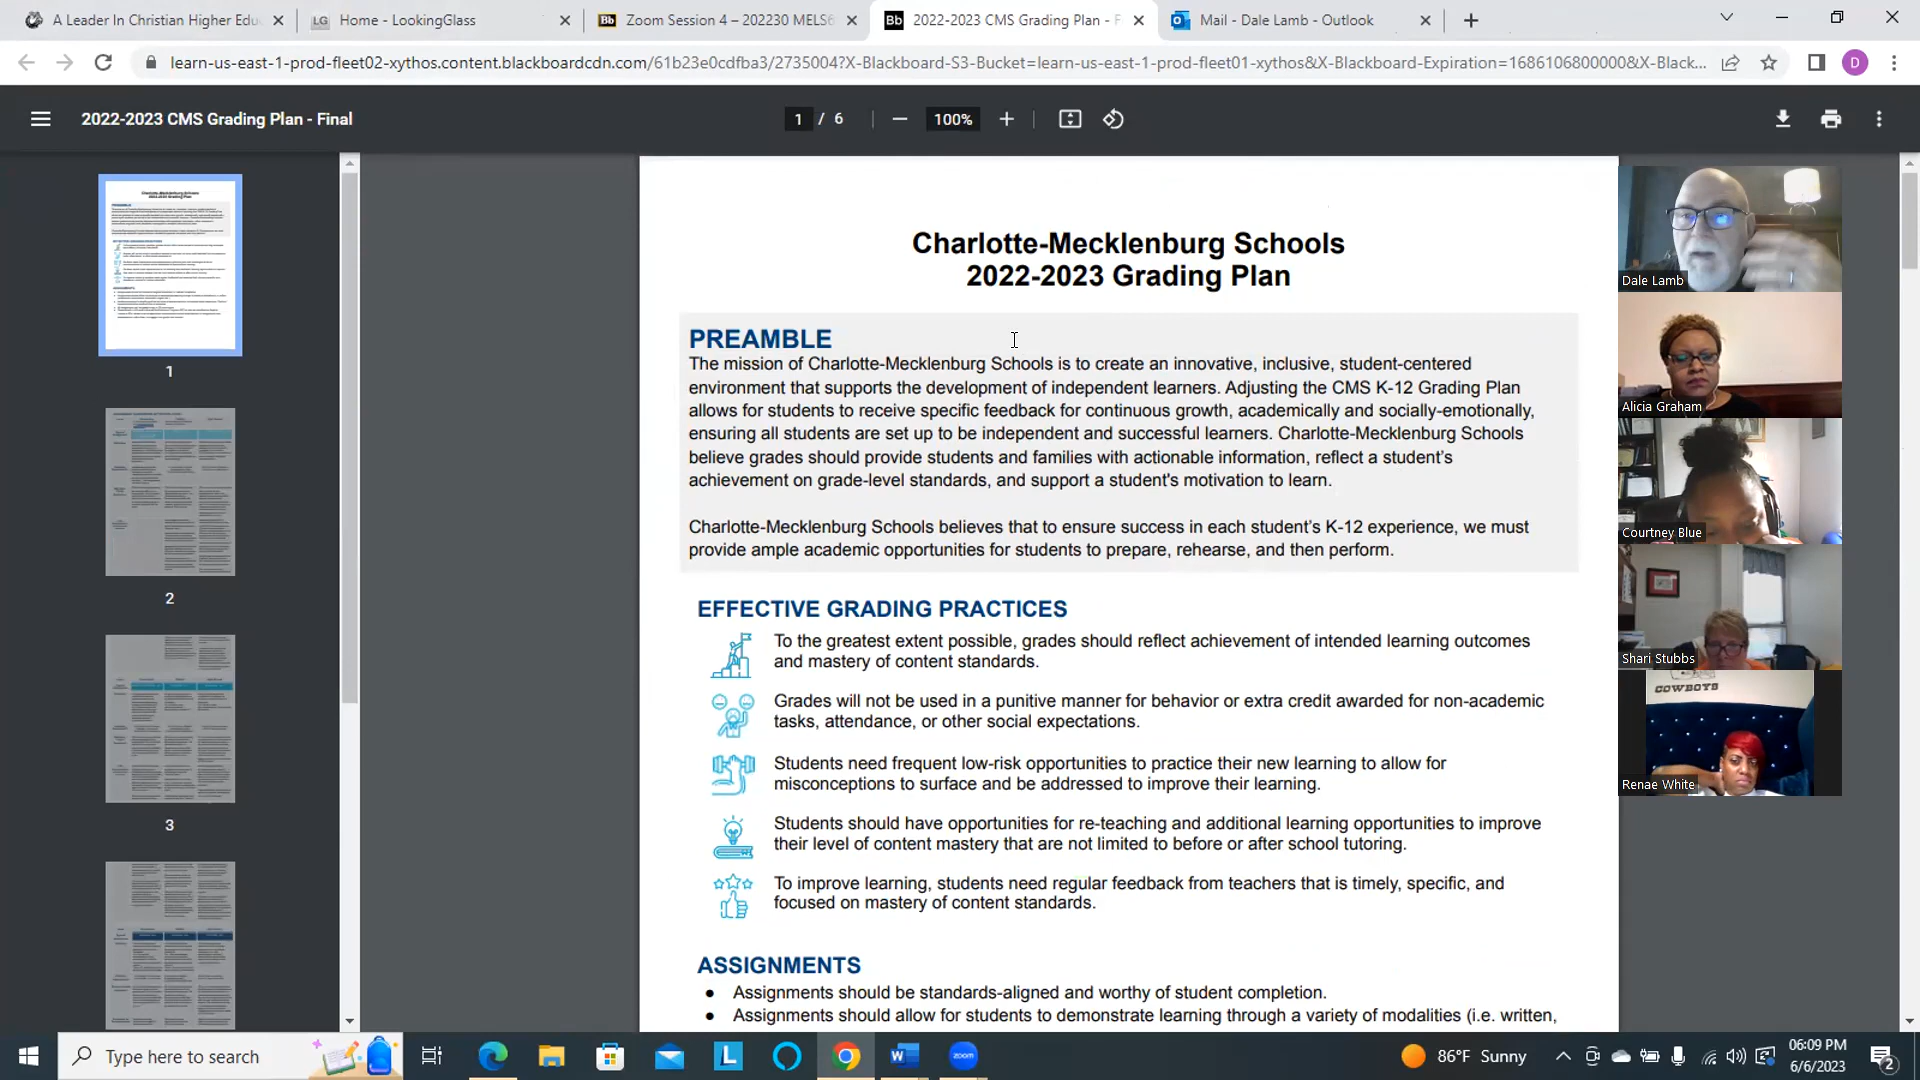 A Leader In Christian Higher Edu
Home - LookingGlass
Zoom Session 4 – 202230 MELS6
2022-2023 CMS Grading Plan - F
Mail - Dale Lamb - Outlook
learn-us-east-1-prod-fleet02-xythos.content.blackboardcdn.com/61b23e0cdfba3/2735004?X-Blackboard-S3-Bucket=learn-us-east-1-prod-fleet01-xythos&X-Blackboard-Expiration=1686106800000&X-Black...
D
2022-2023 CMS Grading Plan - Final
1 / 6
100%
1
2
3
Charlotte-Mecklenburg Schools
2022-2023 Grading Plan
PREAMBLE
The mission of Charlotte-Mecklenburg Schools is to create an innovative, inclusive, student-centered
environment that supports the development of independent learners. Adjusting the CMS K-12 Grading Plan
allows for students to receive specific feedback for continuous growth, academically and socially-emotionally,
ensuring all students are set up to be independent and successful learners. Charlotte-Mecklenburg Schools
believe grades should provide students and families with actionable information, reflect a student's
achievement on grade-level standards, and support a student's motivation to learn.
Charlotte-Mecklenburg Schools believes that to ensure success in each student's K-12 experience, we must
provide ample academic opportunities for students to prepare, rehearse, and then perform.
EFFECTIVE GRADING PRACTICES
To the greatest extent possible, grades should reflect achievement of intended learning outcomes
and mastery of content standards.
Grades will not be used in a punitive manner for behavior or extra credit awarded for non-academic
tasks, attendance, or other social expectations.
Students need frequent low-risk opportunities to practice their new learning to allow for
misconceptions to surface and be addressed to improve their learning.
Students should have opportunities for re-teaching and additional learning opportunities to improve
their level of content mastery that are not limited to before or after school tutoring.
To improve learning, students need regular feedback from teachers that is timely, specific, and
focused on mastery of content standards.
ASSIGNMENTS
● Assignments should be standards-aligned and worthy of student completion.
● Assignments should allow for students to demonstrate learning through a variety of modalities (i.e. written,
Dale Lamb
Alicia Graham
Courtney Blue
Shari Stubbs
COWBOYS
Renae White
Type here to search
86°F Sunny
06:09 PM
6/6/2023
2